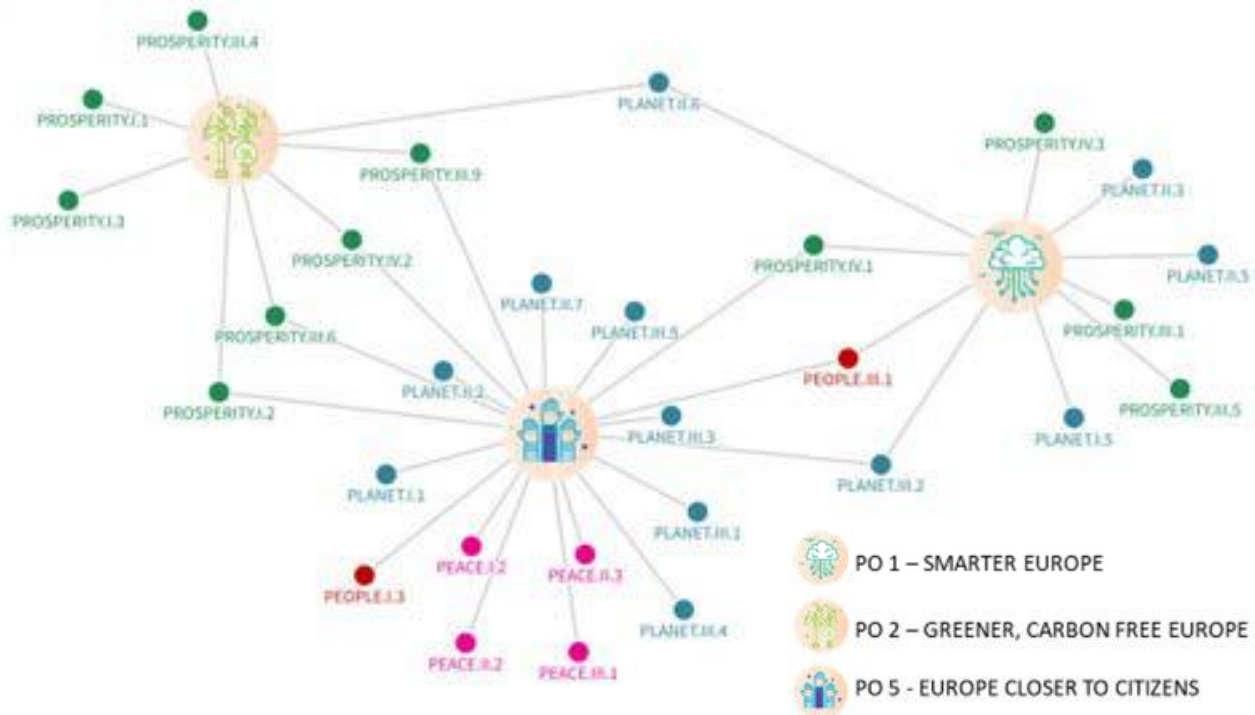 PROSPERITY.III.4
PLANET.II.6
PROSPERITY.I.1
PROSPERITY.IV.3
PROSPERITY.III.9
PLANET.II.3
PROSPERITY.I.3
PROSPERITY.IV.2
PROSPERITY.IV.1
PLANET.II.5
PLANET.II.7
PLANET.III.5
PROSPERITY.III.6
PROSPERITY.III.1
PLANET.II.2
PEOPLE.III.1
PROSPERITY.I.2
PROSPERITY.III.5
PLANET.III.3
PLANET.I.5
PLANET.I.1
PLANET.III.2
PLANET.III.1
PEACE.I.2
PEACE.II.3
PO 1 – SMARTER EUROPE
PEOPLE.I.3
PLANET.III.4
PO 2 – GREENER, CARBON FREE EUROPE
PEACE.II.2
PEACE.III.1
PO 5 - EUROPE CLOSER TO CITIZENS